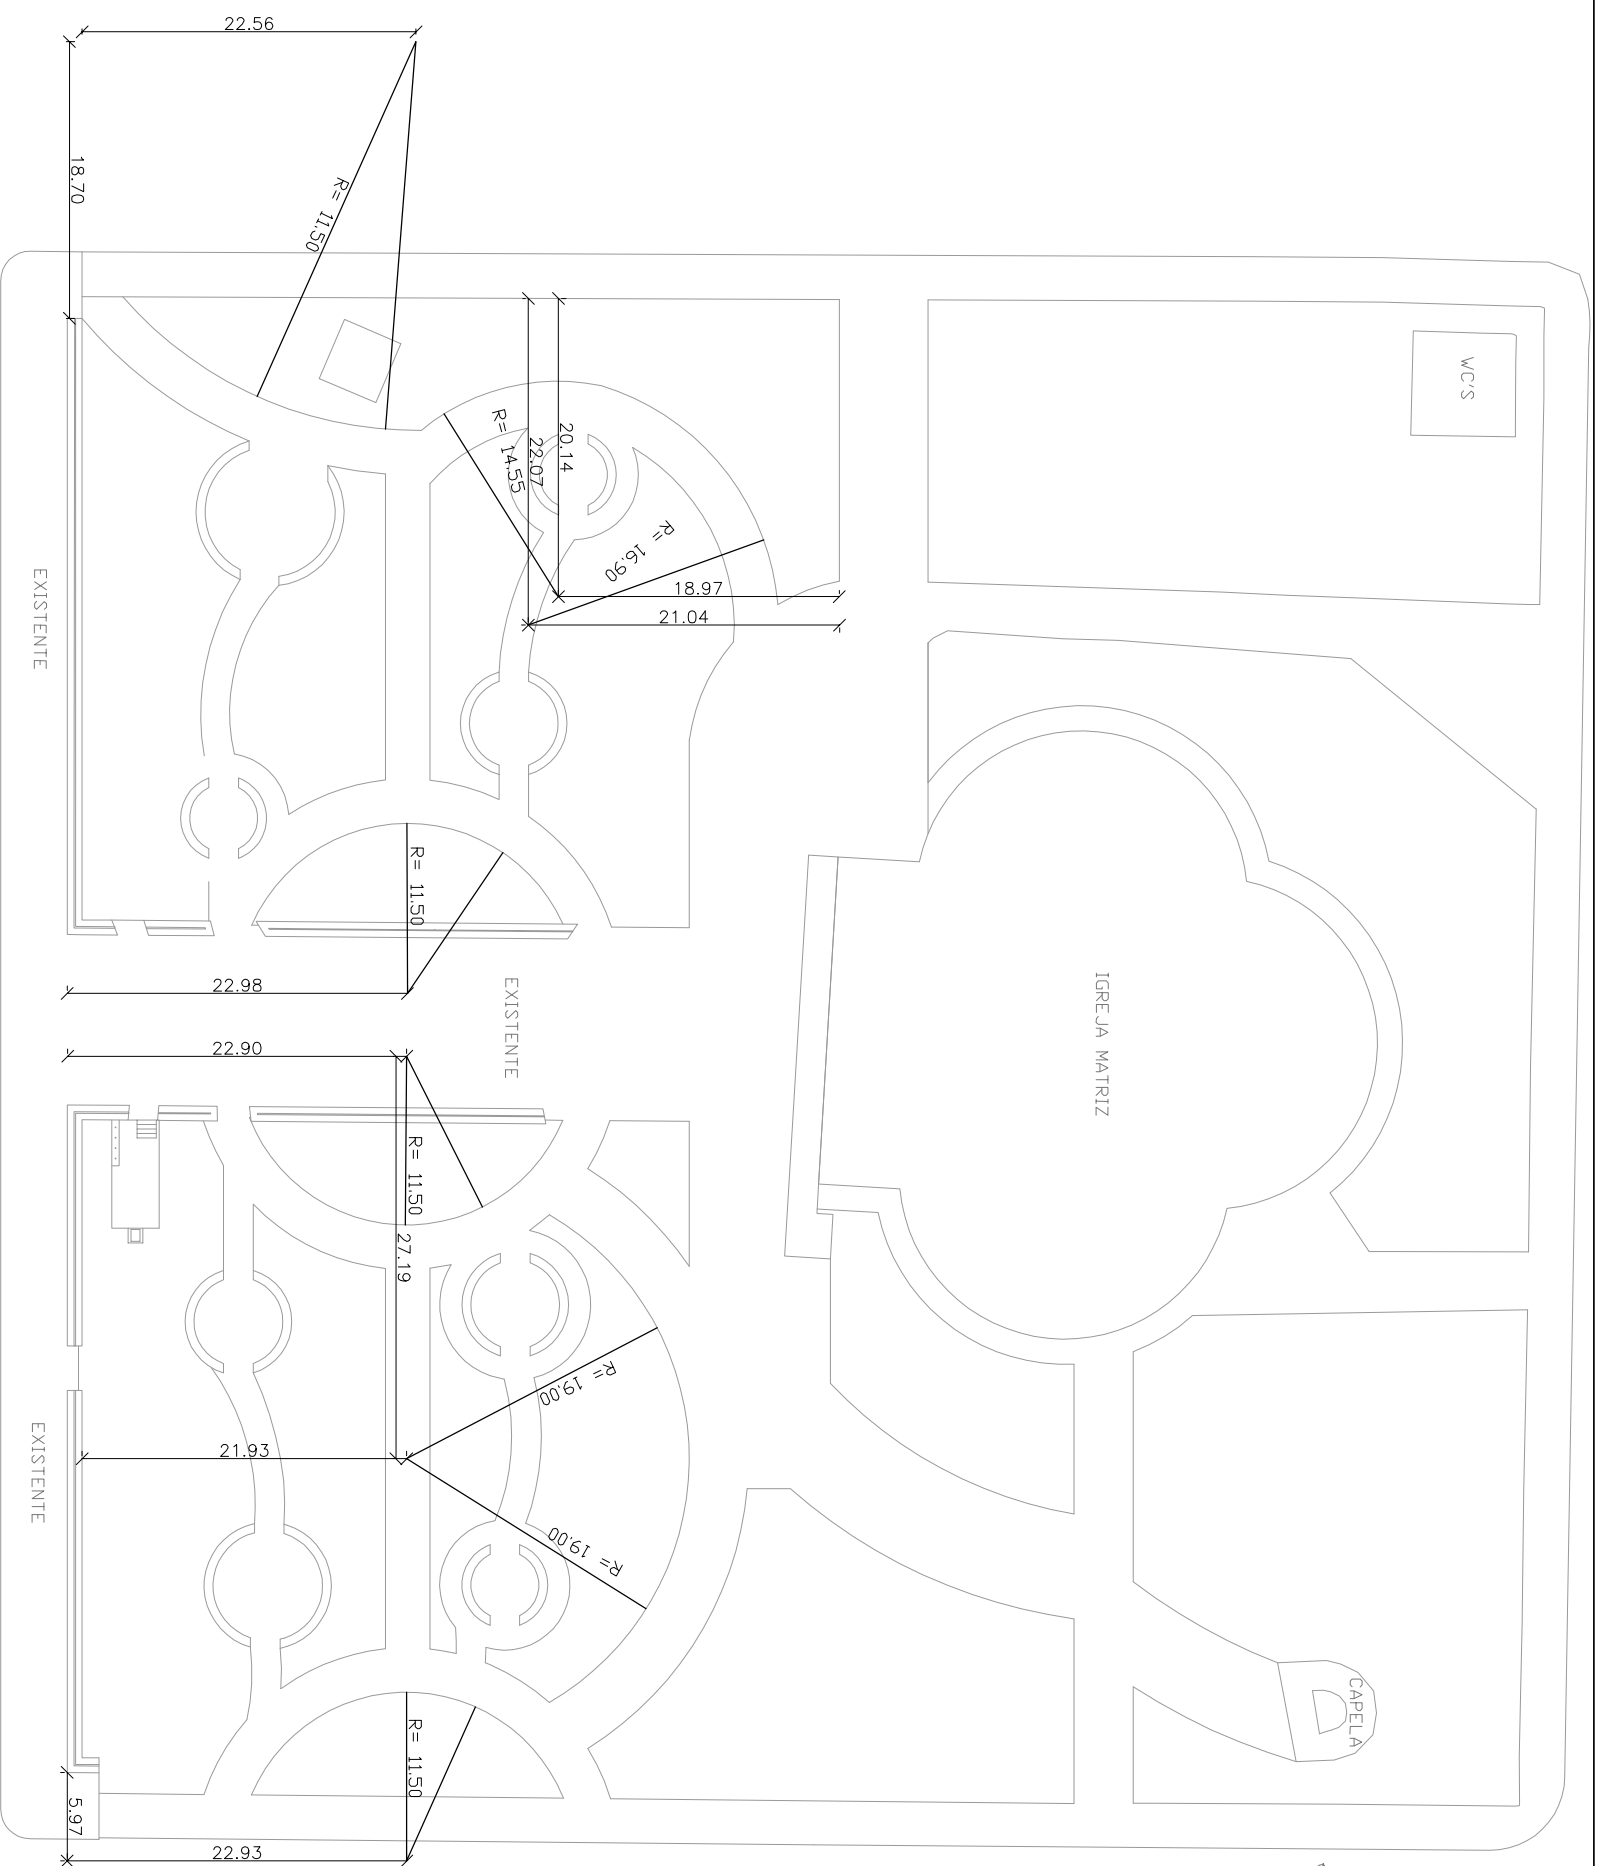 22.56
18.70
R= 11.50
WC'S
20.14
22.07
R= 14.55
R= 16.90
18.97
21.04
EXISTENTE
R= 11.50
22.98
EXISTENTE
IGREJA MATRIZ
22.90
R= 11.50
27.19
R= 19.00
21.93
EXISTENTE
R= 19.00
CAPELA
R= 11.50
5.97
22.93